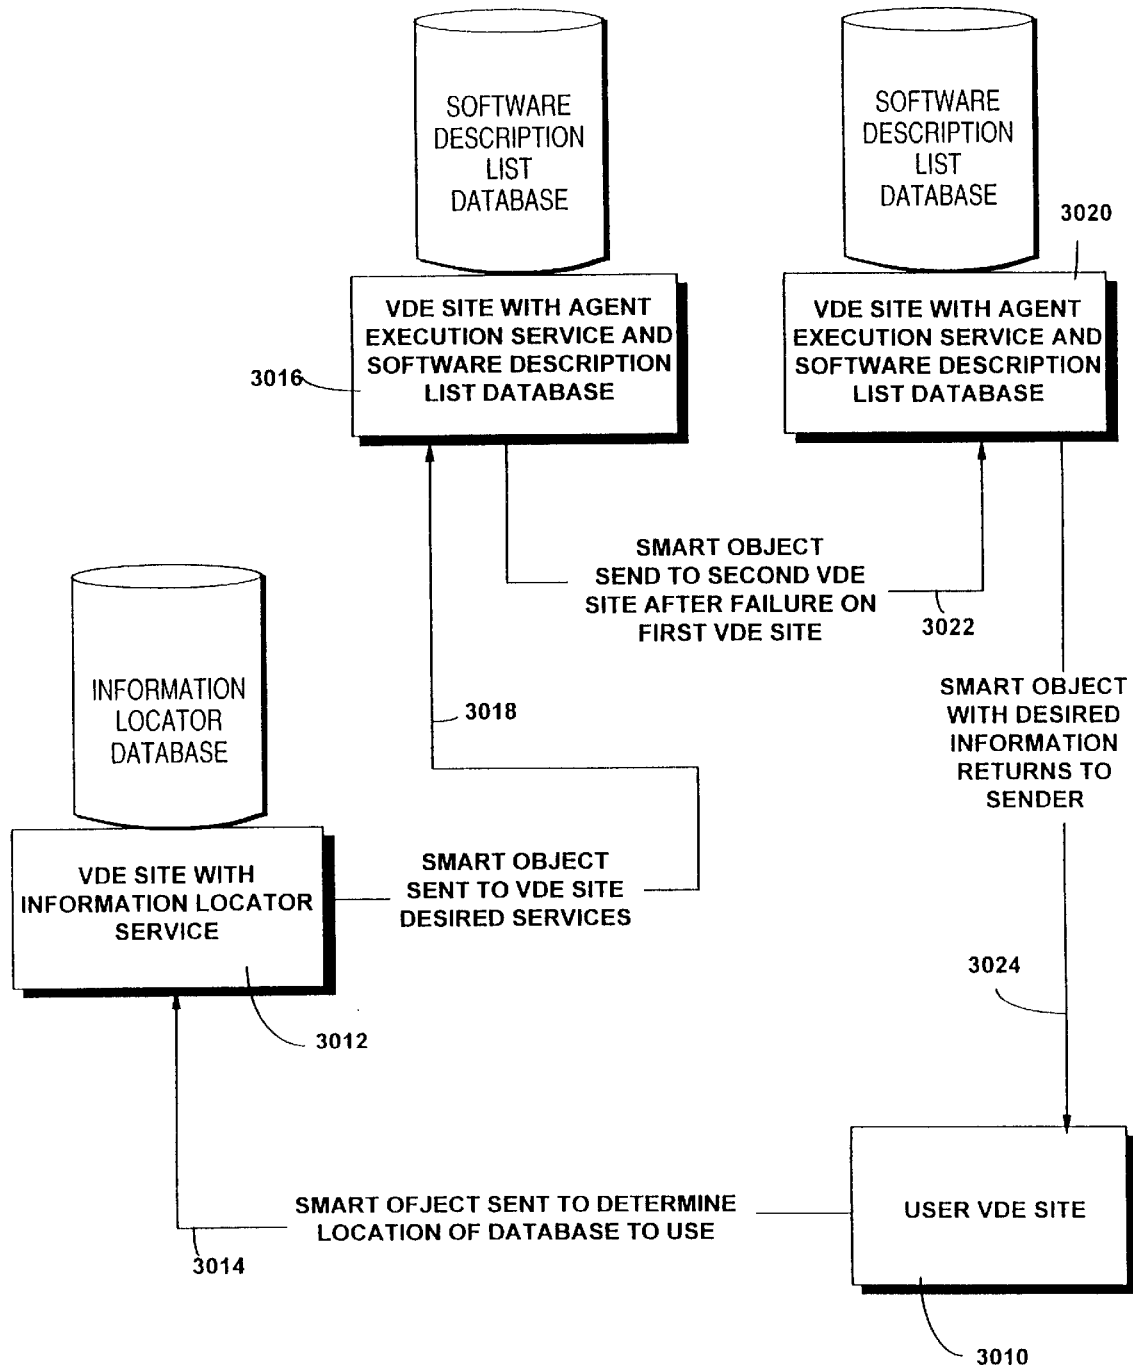 SOFTWARE
DESCRIPTION
LIST
DATABASE
SOFTWARE
DESCRIPTION
LIST
DATABASE
3020
VDE SITE WITH AGENT
EXECUTION SERVICE AND
SOFTWARE DESCRIPTION
LIST DATABASE
3016
VDE SITE WITH AGENT
EXECUTION SERVICE AND
SOFTWARE DESCRIPTION
LIST DATABASE
SMART OBJECT
SEND TO SECOND VDE
SITE AFTER FAILURE ON
FIRST VDE SITE
3022
INFORMATION
LOCATOR
DATABASE
3018
SMART OBJECT
WITH DESIRED
INFORMATION
RETURNS TO
SENDER
VDE SITE WITH
INFORMATION LOCATOR
SERVICE
SMART OBJECT
SENT TO VDE SITE
DESIRED SERVICES
3024
3012
SMART OFJECT SENT TO DETERMINE
LOCATION OF DATABASE TO USE
USER VDE SITE
3014
3010